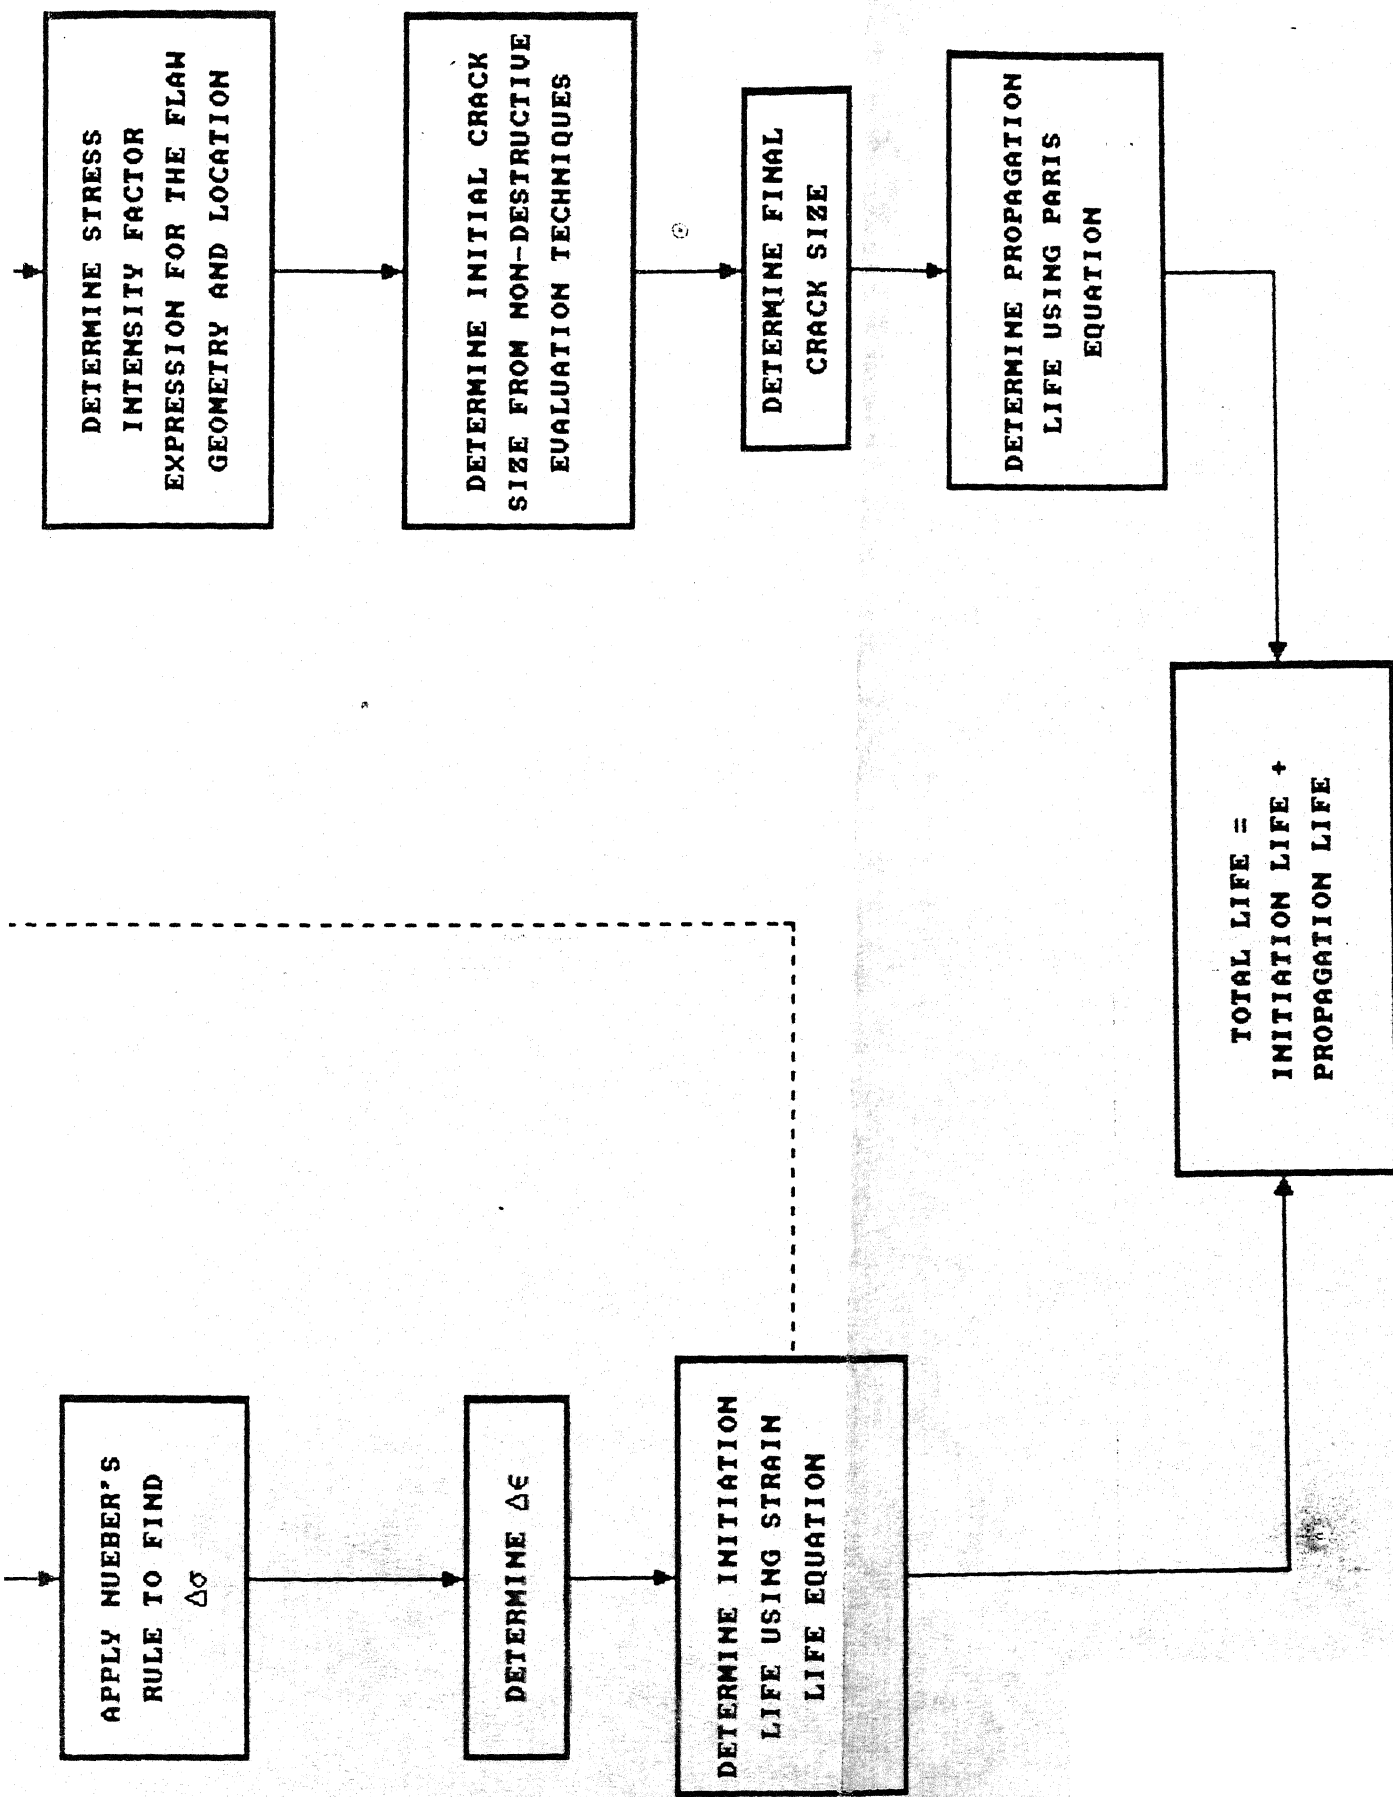 APPLY NUEBER'S
RULE TO FIND
Δσ
DETERMINE Δε
DETERMINE INITIATION
LIFE USING STRAIN
LIFE EQUATION
DETERMINE STRESS
INTENSITY FACTOR
EXPRESSION FOR THE FLAW
GEOMETRY AND LOCATION
DETERMINE INITIAL CRACK
SIZE FROM NON-DESTRUCTIVE
EVALUATION TECHNIQUES
DETERMINE FINAL
CRACK SIZE
DETERMINE PROPAGATION
LIFE USING PARIS
EQUATION
TOTAL LIFE =
INITIATION LIFE +
PROPAGATION LIFE